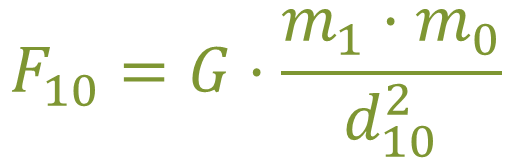 F₁₀ = G · (m₁ · m₀) / d₁₀²